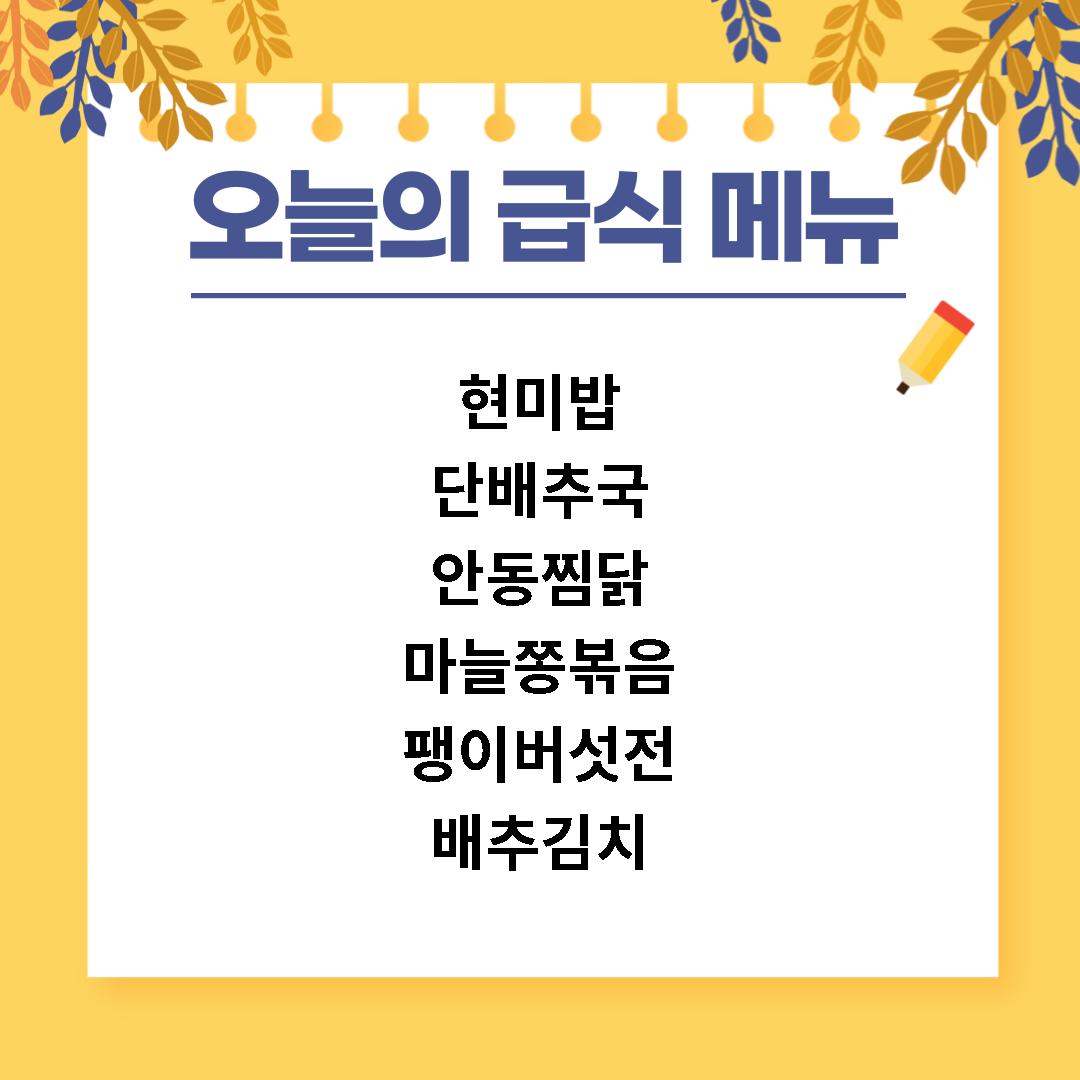 오늘의 급식 메뉴
현미밥
단배추국
안동찜닭
마늘쫑볶음
팽이버섯전
배추김치